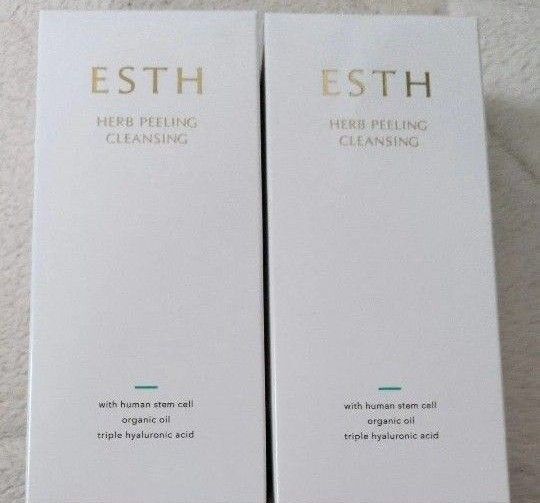 ESTH
HERB PEELING
CLEANSING
with human stem cell
organic oil
triple hyaluronic acid
ESTH
HERB PEELING
CLEANSING
with human stem cell
organic oil
triple hyaluronic acid